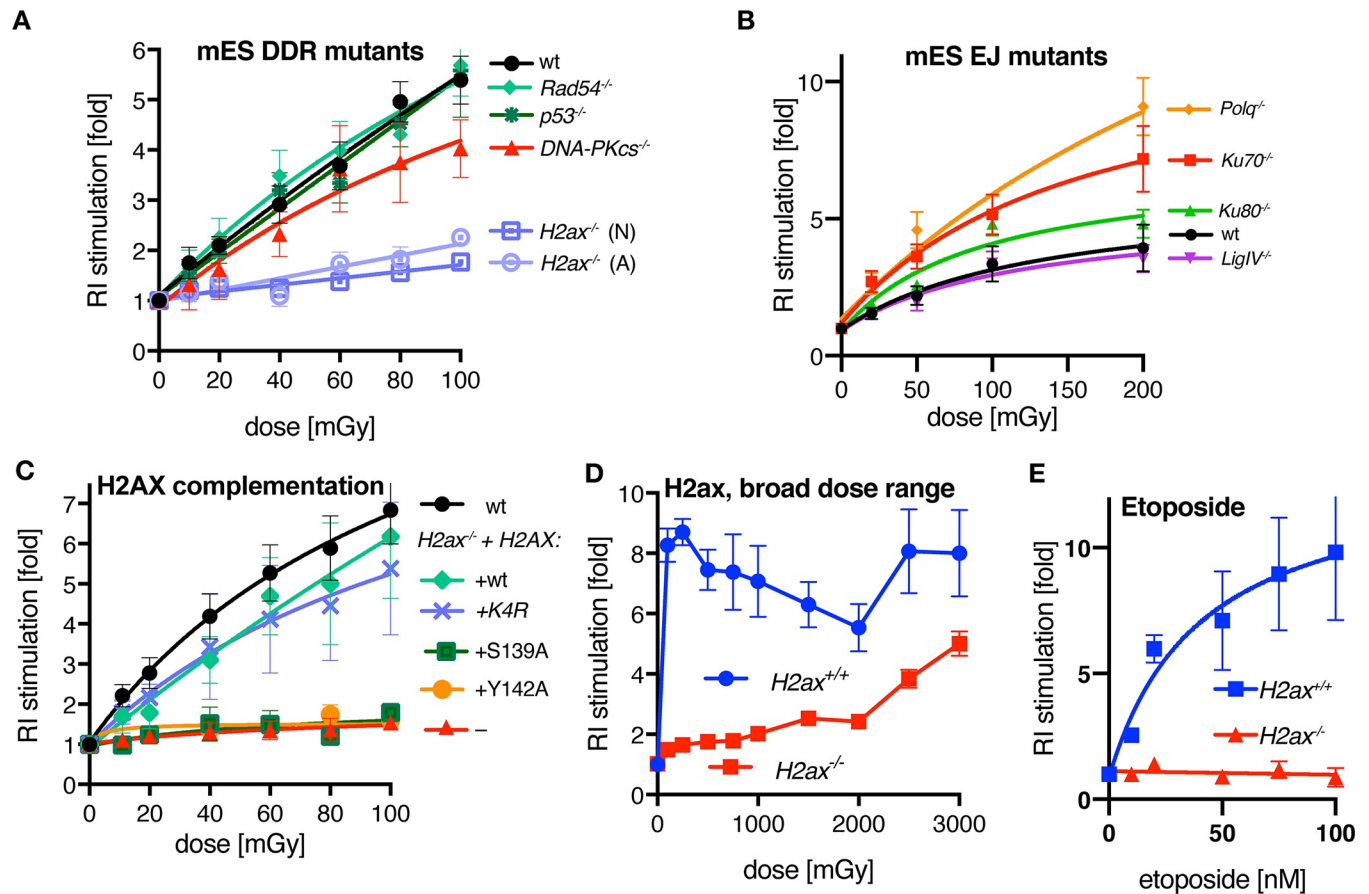 A
mES DDR mutants
RI stimulation [fold]
6
5
4
3
2
1
0
0 20 40 60 80 100
dose [mGy]
wt
Rad54-/-
p53-/-
DNA-PKcs-/-
H2ax-/- (N)
H2ax-/- (A)
B
mES EJ mutants
RI stimulation [fold]
10
5
0
0 50 100 150 200
dose [mGy]
Polq-/-
Ku70-/-
Ku80-/-
wt
LigIV-/-
C
H2AX complementation
RI stimulation [fold]
7
6
5
4
3
2
1
0
0 20 40 60 80 100
dose [mGy]
wt
H2ax-/- + H2AX:
+wt
+K4R
+S139A
+Y142A
–
D
H2ax, broad dose range
RI stimulation [fold]
10
8
6
4
2
0
0 1000 2000 3000
dose [mGy]
H2ax+/+
H2ax-/-
E
Etoposide
RI stimulation [fold]
10
5
0
0 50 100
etoposide [nM]
H2ax+/+
H2ax-/-